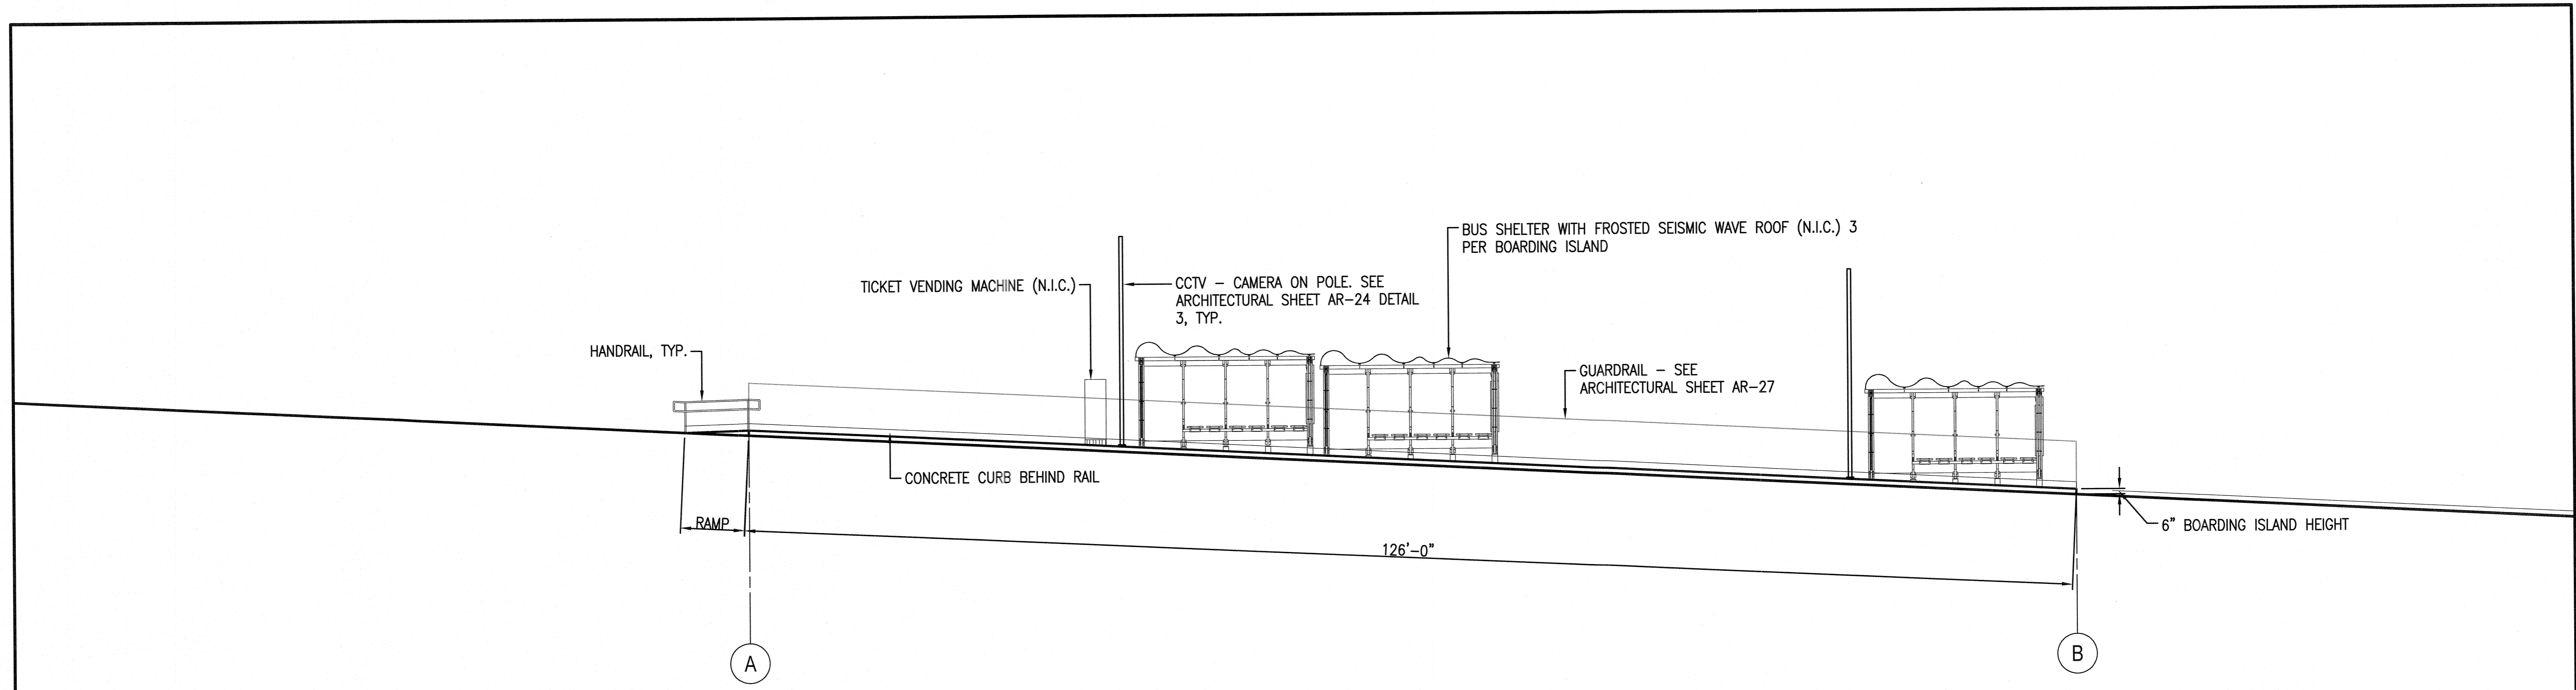 BUS SHELTER WITH FROSTED SEISMIC WAVE ROOF (N.I.C.) 3
PER BOARDING ISLAND
TICKET VENDING MACHINE (N.I.C.)
CCTV – CAMERA ON POLE. SEE
ARCHITECTURAL SHEET AR–24 DETAIL
3, TYP.
HANDRAIL, TYP.
GUARDRAIL – SEE
ARCHITECTURAL SHEET AR–27
CONCRETE CURB BEHIND RAIL
RAMP
126'–0"
6" BOARDING ISLAND HEIGHT
A
B